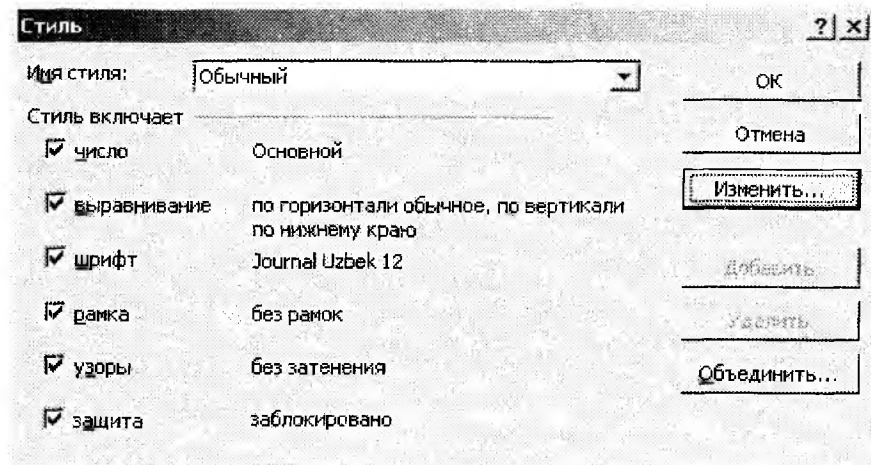 Стиль
Имя стиля: Обычный
ОК
Стиль включает
Отмена
число Основной
Изменить...
выравнивание по горизонтали обычное, по вертикали
по нижнему краю
шрифт Journal Uzbek 12
Добавить
рамка без рамок
Удалить
узоры без затенения
Объединить...
защита заблокировано